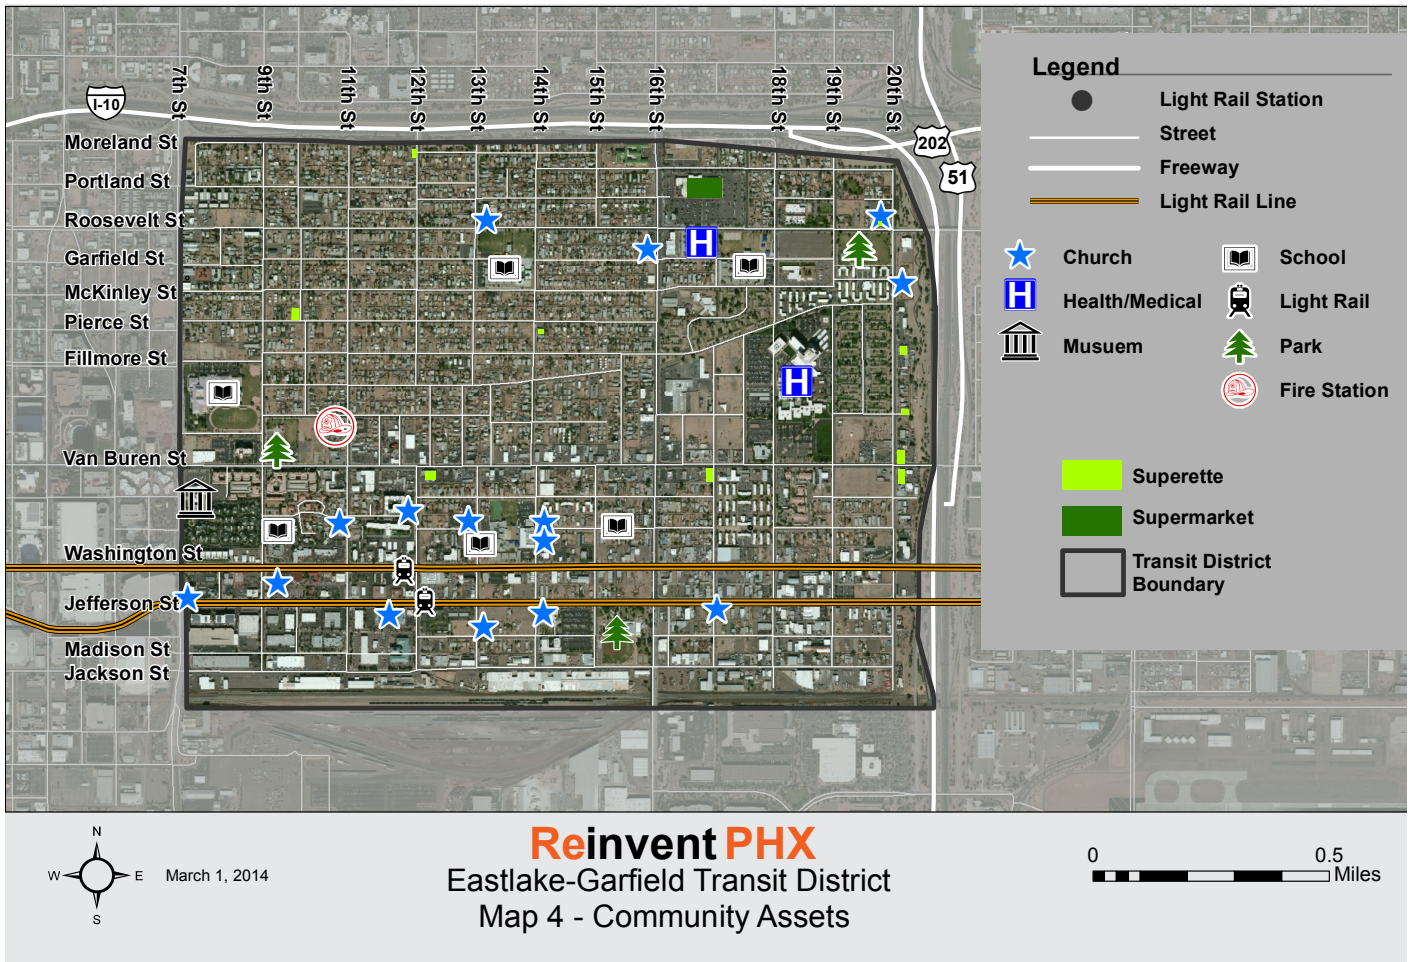 7th St
9th St
11th St
12th St
13th St
14th St
15th St
16th St
18th St
19th St
20th St
I-10
202
51
Moreland St
Portland St
Roosevelt St
Garfield St
McKinley St
Pierce St
Fillmore St
Van Buren St
Washington St
Jefferson St
Madison St
Jackson St
H
H
Legend
Light Rail Station
Street
Freeway
Light Rail Line
Church
School
H
Health/Medical
Light Rail
Musuem
Park
Fire Station
Superette
Supermarket
Transit District
Boundary
N
W
E
S
March 1, 2014
Reinvent PHX
Eastlake-Garfield Transit District
Map 4 - Community Assets
0
0.5
Miles